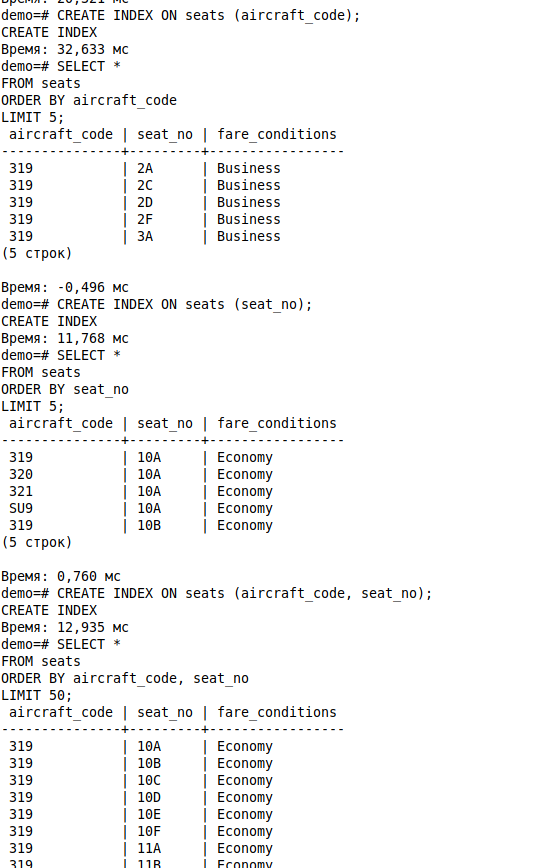 Время: 20,521 мс
demo=# CREATE INDEX ON seats (aircraft_code);
CREATE INDEX
Время: 32,633 мс
demo=# SELECT *
FROM seats
ORDER BY aircraft_code
LIMIT 5;
 aircraft_code | seat_no | fare_conditions
---------------+---------+-----------------
 319           | 2A      | Business
 319           | 2C      | Business
 319           | 2D      | Business
 319           | 2F      | Business
 319           | 3A      | Business
(5 строк)

Время: -0,496 мс
demo=# CREATE INDEX ON seats (seat_no);
CREATE INDEX
Время: 11,768 мс
demo=# SELECT *
FROM seats
ORDER BY seat_no
LIMIT 5;
 aircraft_code | seat_no | fare_conditions
---------------+---------+-----------------
 319           | 10A     | Economy
 320           | 10A     | Economy
 321           | 10A     | Economy
 SU9           | 10A     | Economy
 319           | 10B     | Economy
(5 строк)

Время: 0,760 мс
demo=# CREATE INDEX ON seats (aircraft_code, seat_no);
CREATE INDEX
Время: 12,935 мс
demo=# SELECT *
FROM seats
ORDER BY aircraft_code, seat_no
LIMIT 50;
 aircraft_code | seat_no | fare_conditions
---------------+---------+-----------------
 319           | 10A     | Economy
 319           | 10B     | Economy
 319           | 10C     | Economy
 319           | 10D     | Economy
 319           | 10E     | Economy
 319           | 10F     | Economy
 319           | 11A     | Economy
 319           | 11B     | Economy